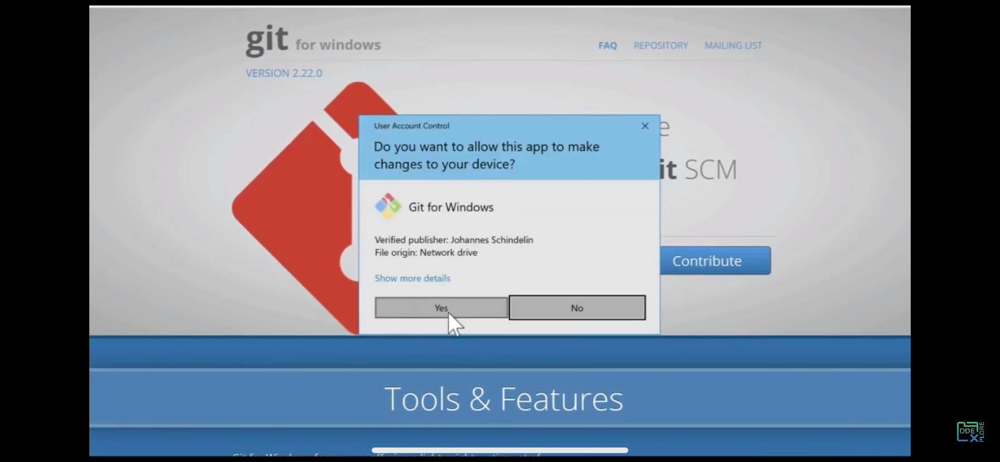 git for windows
FAQ REPOSITORY MAILING LIST
VERSION 2.22.0
User Account Control
Do you want to allow this app to make
changes to your device?
it SCM
Git for Windows
Verified publisher: Johannes Schindelin
File origin: Network drive
Contribute
Show more details
Yes No
Tools & Features
ODE
X
PLORE